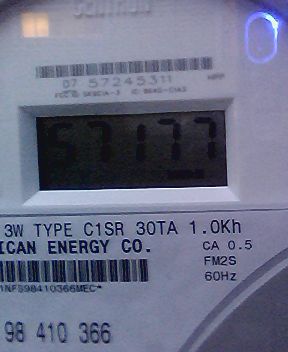 07 57245311
57177
3W TYPE C1SR 30TA 1.0Kh
ICAN ENERGY CO.
CA 0.5
FM2S
60Hz
98 410 366